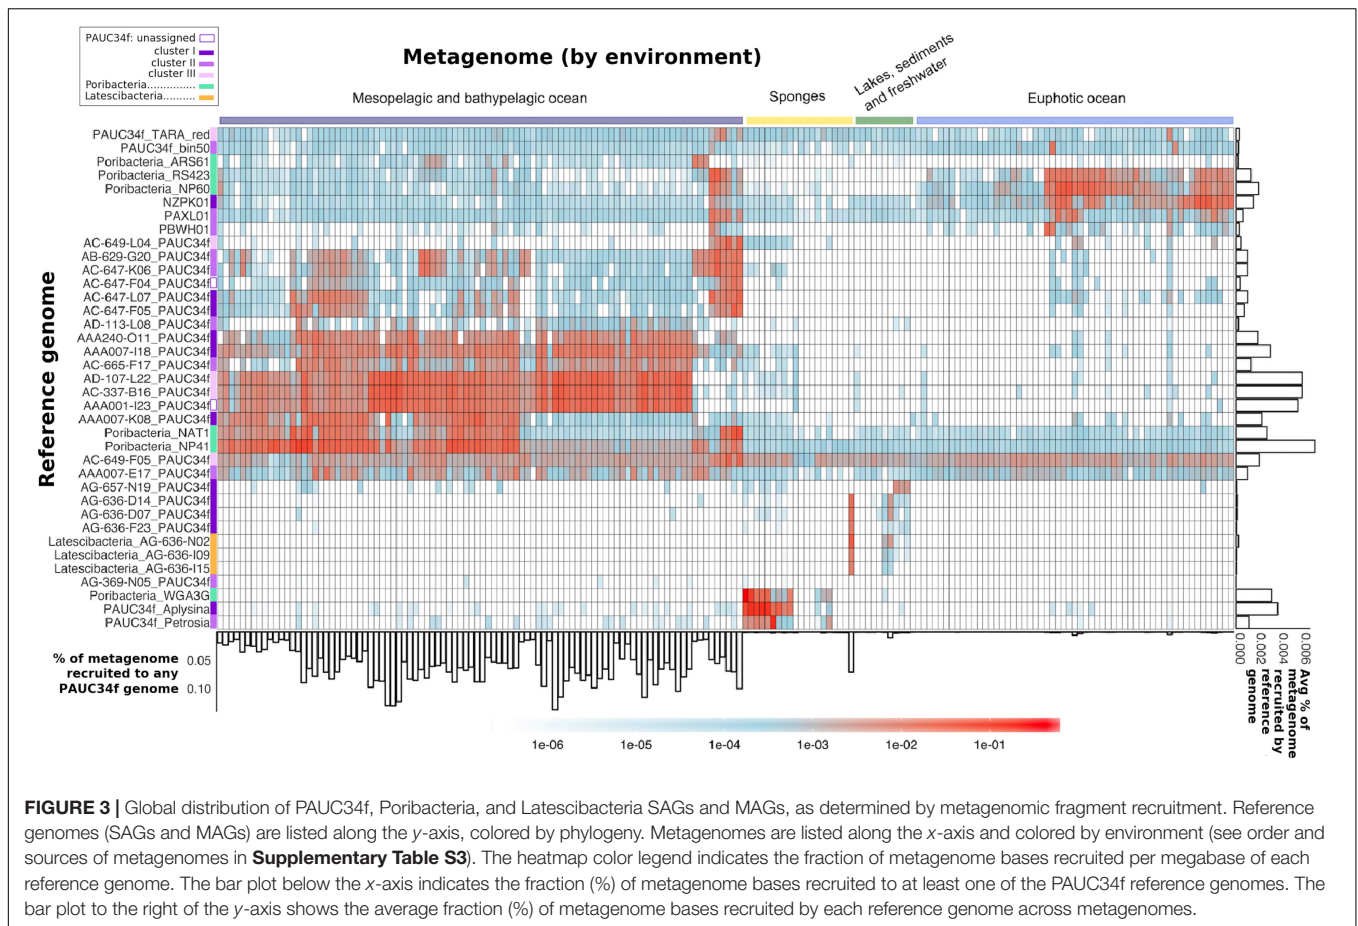 PAUC34f: unassigned
cluster I
cluster II
cluster III
Poribacteria...............
Latescibacteria..........
Metagenome (by environment)
Mesopelagic and bathypelagic ocean
Sponges
Lakes, sediments
and freshwater
Euphotic ocean
Reference genome
PAUC34f_TARA_red
PAUC34f_bin50
Poribacteria_ARS61
Poribacteria_RS423
Poribacteria_NP60
NZPK01
PAXL01
PBWH01
AC-649-L04_PAUC34f
AB-629-G20_PAUC34f
AC-647-K06_PAUC34f
AC-647-F04_PAUC34f
AC-647-L07_PAUC34f
AC-647-F05_PAUC34f
AD-113-L08_PAUC34f
AAA240-O11_PAUC34f
AAA007-I18_PAUC34f
AC-665-F17_PAUC34f
AD-107-L22_PAUC34f
AC-337-B16_PAUC34f
AAA001-I23_PAUC34f
AAA007-K08_PAUC34f
Poribacteria_NAT1
Poribacteria_NP41
AC-649-F05_PAUC34f
AAA007-E17_PAUC34f
AG-657-N19_PAUC34f
AG-636-D14_PAUC34f
AG-636-D07_PAUC34f
AG-636-F23_PAUC34f
Latescibacteria_AG-636-N02
Latescibacteria_AG-636-I09
Latescibacteria_AG-636-I15
AG-369-N05_PAUC34f
Poribacteria_WGA3G
PAUC34f_Aplysina
PAUC34f_Petrosia
% of metagenome
recruited to any
PAUC34f genome
0.05
0.10
0.000
0.002
0.004
0.006
Avg % of
metagenome
recruited by
reference
genome
1e-06
1e-05
1e-04
1e-03
1e-02
1e-01
FIGURE 3 | Global distribution of PAUC34f, Poribacteria, and Latescibacteria SAGs and MAGs, as determined by metagenomic fragment recruitment. Reference
genomes (SAGs and MAGs) are listed along the y-axis, colored by phylogeny. Metagenomes are listed along the x-axis and colored by environment (see order and
sources of metagenomes in Supplementary Table S3). The heatmap color legend indicates the fraction of metagenome bases recruited per megabase of each
reference genome. The bar plot below the x-axis indicates the fraction (%) of metagenome bases recruited to at least one of the PAUC34f reference genomes. The
bar plot to the right of the y-axis shows the average fraction (%) of metagenome bases recruited by each reference genome across metagenomes.